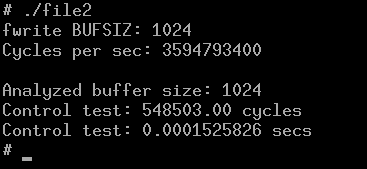 # ./file2
fwrite BUFSIZ: 1024
Cycles per sec: 3594793400
Analyzed buffer size: 1024
Control test: 548503.00 cycles
Control test: 0.0001525826 secs
# _